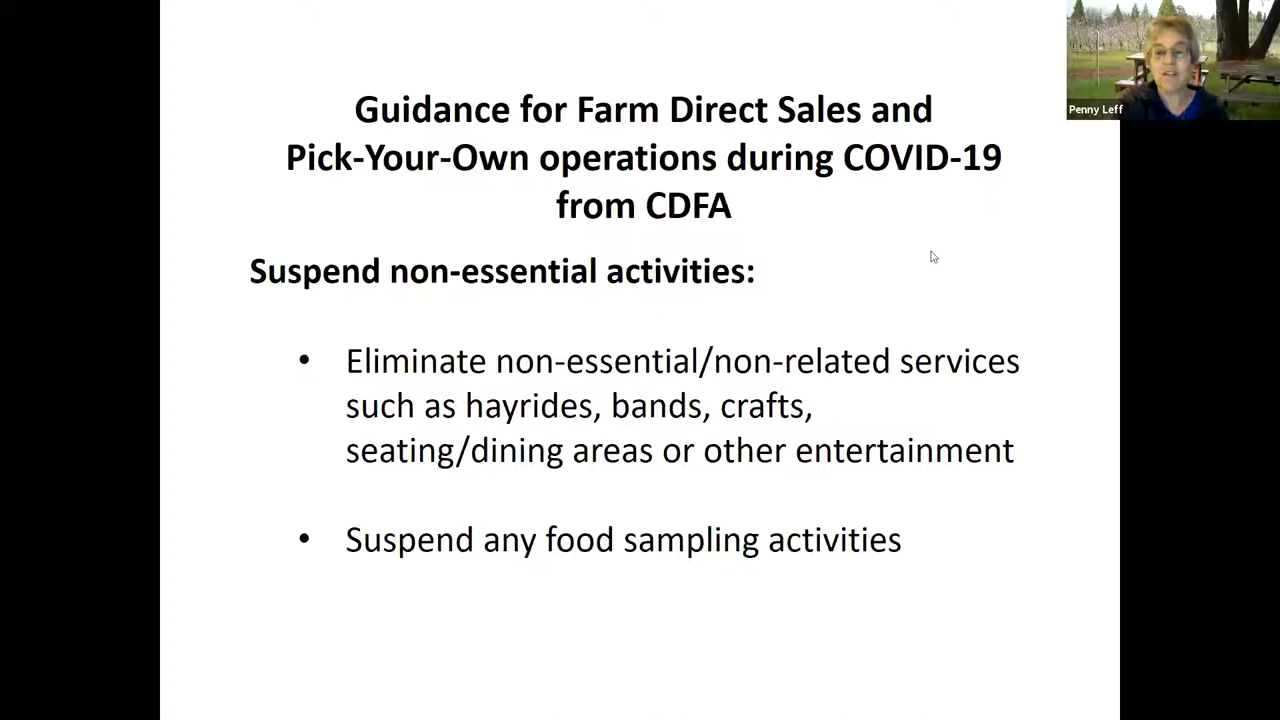 Guidance for Farm Direct Sales and
Pick-Your-Own operations during COVID-19
from CDFA
Suspend non-essential activities:
• Eliminate non-essential/non-related services
such as hayrides, bands, crafts,
seating/dining areas or other entertainment
• Suspend any food sampling activities
Penny Leff